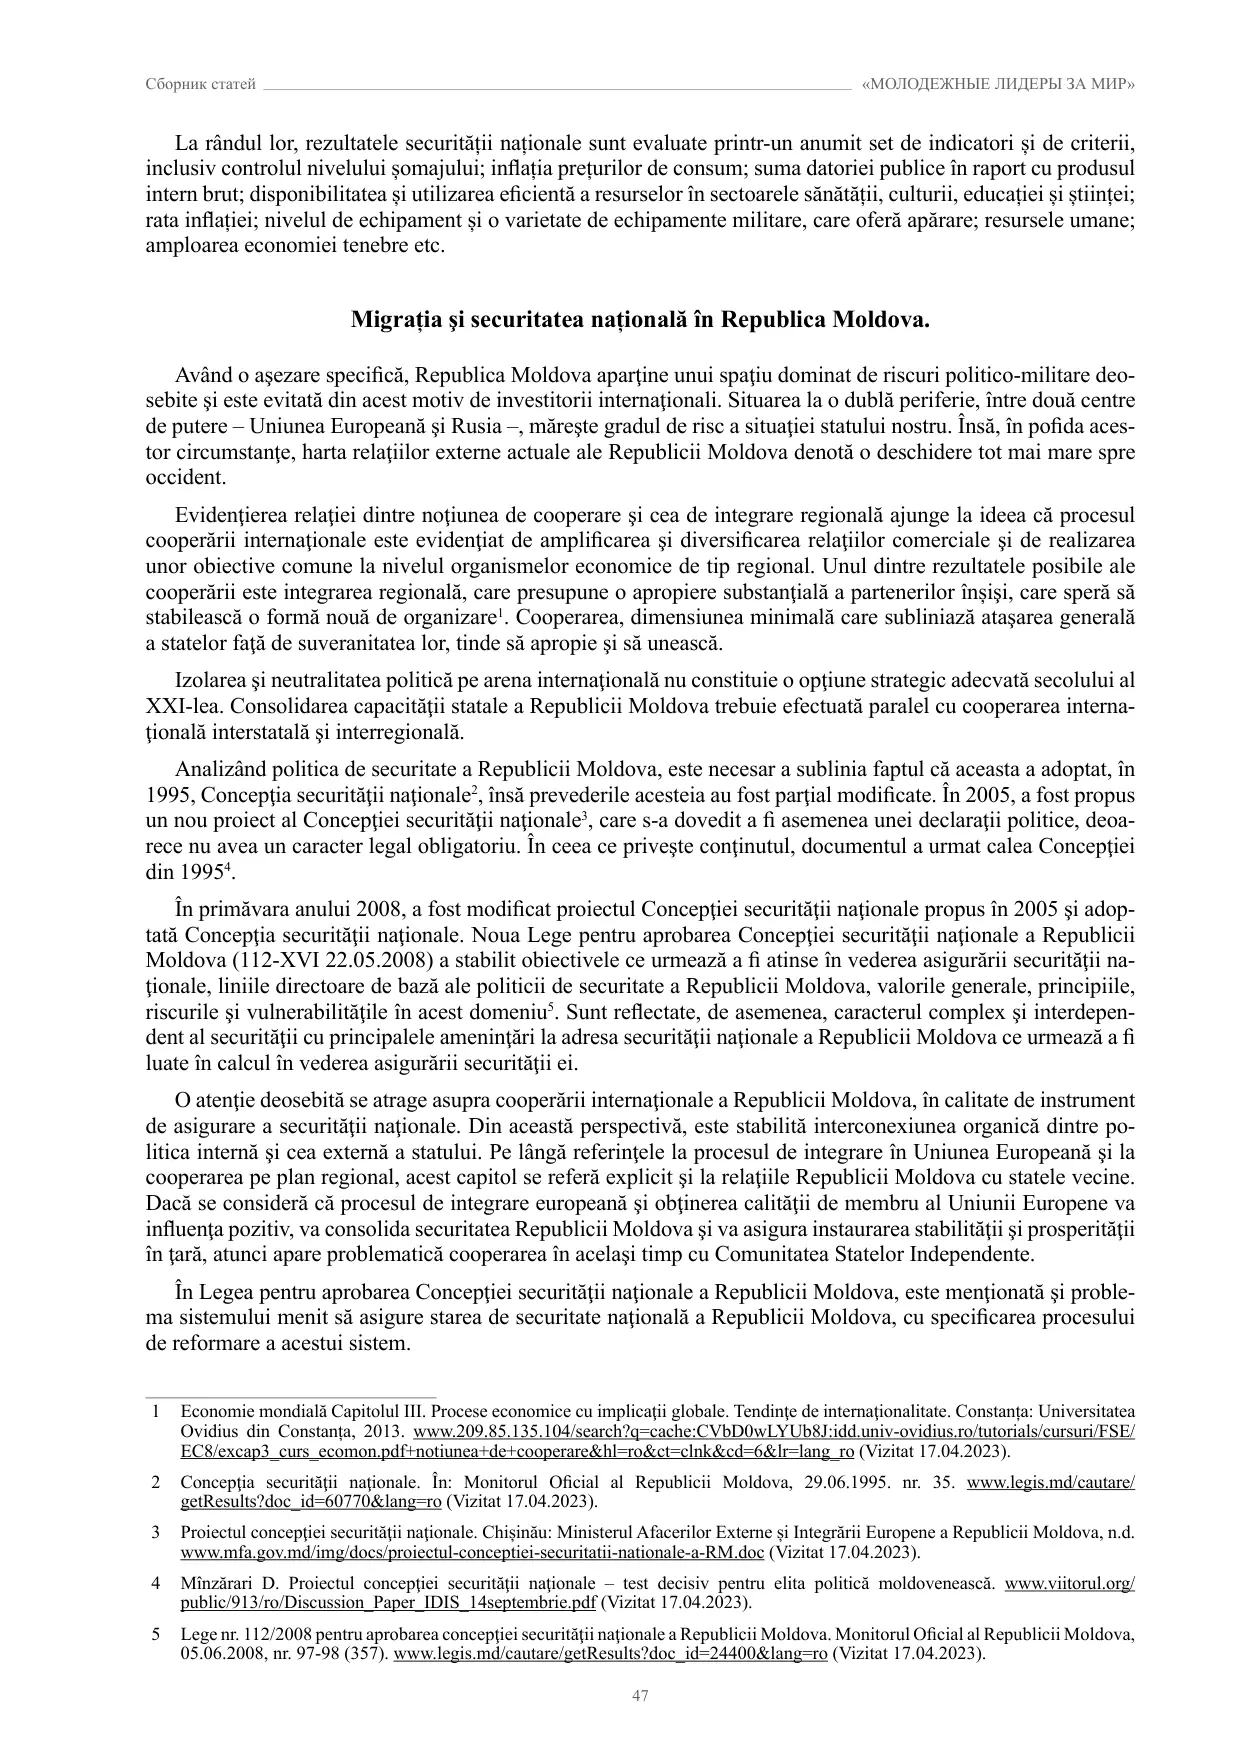 Сборник статей «МОЛОДЕЖНЫЕ ЛИДЕРЫ ЗА МИР»
La rândul lor, rezultatele securității naționale sunt evaluate printr-un anumit set de indicatori și de criterii,
inclusiv controlul nivelului șomajului; inflația prețurilor de consum; suma datoriei publice în raport cu produsul
intern brut; disponibilitatea și utilizarea eficientă a resurselor în sectoarele sănătății, culturii, educației și științei;
rata inflației; nivelul de echipament și o varietate de echipamente militare, care oferă apărare; resursele umane;
amploarea economiei tenebre etc.
Migrația şi securitatea națională în Republica Moldova.
Având o aşezare specifică, Republica Moldova aparţine unui spaţiu dominat de riscuri politico-militare deo-
sebite şi este evitată din acest motiv de investitorii internaţionali. Situarea la o dublă periferie, între două centre
de putere – Uniunea Europeană şi Rusia –, măreşte gradul de risc a situaţiei statului nostru. Însă, în pofida aces-
tor circumstanţe, harta relaţiilor externe actuale ale Republicii Moldova denotă o deschidere tot mai mare spre
occident.
Evidenţierea relaţiei dintre noţiunea de cooperare şi cea de integrare regională ajunge la ideea că procesul
cooperării internaţionale este evidenţiat de amplificarea şi diversificarea relaţiilor comerciale şi de realizarea
unor obiective comune la nivelul organismelor economice de tip regional. Unul dintre rezultatele posibile ale
cooperării este integrarea regională, care presupune o apropiere substanţială a partenerilor înșişi, care speră să
stabilească o formă nouă de organizare¹. Cooperarea, dimensiunea minimală care subliniază ataşarea generală
a statelor faţă de suveranitatea lor, tinde să apropie şi să unească.
Izolarea şi neutralitatea politică pe arena internaţională nu constituie o opţiune strategic adecvată secolului al
XXI-lea. Consolidarea capacităţii statale a Republicii Moldova trebuie efectuată paralel cu cooperarea interna-
ţională interstatală şi interregională.
Analizând politica de securitate a Republicii Moldova, este necesar a sublinia faptul că aceasta a adoptat, în
1995, Concepţia securităţii naţionale², însă prevederile acesteia au fost parţial modificate. În 2005, a fost propus
un nou proiect al Concepţiei securităţii naţionale³, care s-a dovedit a fi asemenea unei declaraţii politice, deoa-
rece nu avea un caracter legal obligatoriu. În ceea ce priveşte conţinutul, documentul a urmat calea Concepţiei
din 1995⁴.
În primăvara anului 2008, a fost modificat proiectul Concepţiei securităţii naţionale propus în 2005 şi adop-
tată Concepţia securităţii naţionale. Noua Lege pentru aprobarea Concepţiei securităţii naţionale a Republicii
Moldova (112-XVI 22.05.2008) a stabilit obiectivele ce urmează a fi atinse în vederea asigurării securităţii na-
ţionale, liniile directoare de bază ale politicii de securitate a Republicii Moldova, valorile generale, principiile,
riscurile şi vulnerabilităţile în acest domeniu⁵. Sunt reflectate, de asemenea, caracterul complex şi interdepen-
dent al securităţii cu principalele ameninţări la adresa securităţii naţionale a Republicii Moldova ce urmează a fi
luate în calcul în vederea asigurării securităţii ei.
O atenţie deosebită se atrage asupra cooperării internaţionale a Republicii Moldova, în calitate de instrument
de asigurare a securităţii naţionale. Din această perspectivă, este stabilită interconexiunea organică dintre po-
litica internă şi cea externă a statului. Pe lângă referinţele la procesul de integrare în Uniunea Europeană şi la
cooperarea pe plan regional, acest capitol se referă explicit şi la relaţiile Republicii Moldova cu statele vecine.
Dacă se consideră că procesul de integrare europeană şi obţinerea calităţii de membru al Uniunii Europene va
influenţa pozitiv, va consolida securitatea Republicii Moldova şi va asigura instaurarea stabilităţii şi prosperităţii
în ţară, atunci apare problematică cooperarea în acelaşi timp cu Comunitatea Statelor Independente.
În Legea pentru aprobarea Concepţiei securităţii naţionale a Republicii Moldova, este menţionată şi proble-
ma sistemului menit să asigure starea de securitate naţională a Republicii Moldova, cu specificarea procesului
de reformare a acestui sistem.
1 Economie mondială Capitolul III. Procese economice cu implicaţii globale. Tendinţe de internaţionalitate. Constanța: Universitatea
Ovidius din Constanța, 2013. www.209.85.135.104/search?q=cache:CVbD0wLYUb8J:idd.univ-ovidius.ro/tutorials/cursuri/FSE/
EC8/excap3_curs_ecomon.pdf+notiunea+de+cooperare&hl=ro&ct=clnk&cd=6&lr=lang_ro (Vizitat 17.04.2023).
2 Concepţia securităţii naţionale. În: Monitorul Oficial al Republicii Moldova, 29.06.1995. nr. 35. www.legis.md/cautare/
getResults?doc_id=60770&lang=ro (Vizitat 17.04.2023).
3 Proiectul concepţiei securităţii naţionale. Chișinău: Ministerul Afacerilor Externe și Integrării Europene a Republicii Moldova, n.d.
www.mfa.gov.md/img/docs/proiectul-conceptiei-securitatii-nationale-a-RM.doc (Vizitat 17.04.2023).
4 Mînzărari D. Proiectul concepţiei securităţii naţionale – test decisiv pentru elita politică moldovenească. www.viitorul.org/
public/913/ro/Discussion_Paper_IDIS_14septembrie.pdf (Vizitat 17.04.2023).
5 Lege nr. 112/2008 pentru aprobarea concepţiei securităţii naţionale a Republicii Moldova. Monitorul Oficial al Republicii Moldova,
05.06.2008, nr. 97-98 (357). www.legis.md/cautare/getResults?doc_id=24400&lang=ro (Vizitat 17.04.2023).
47